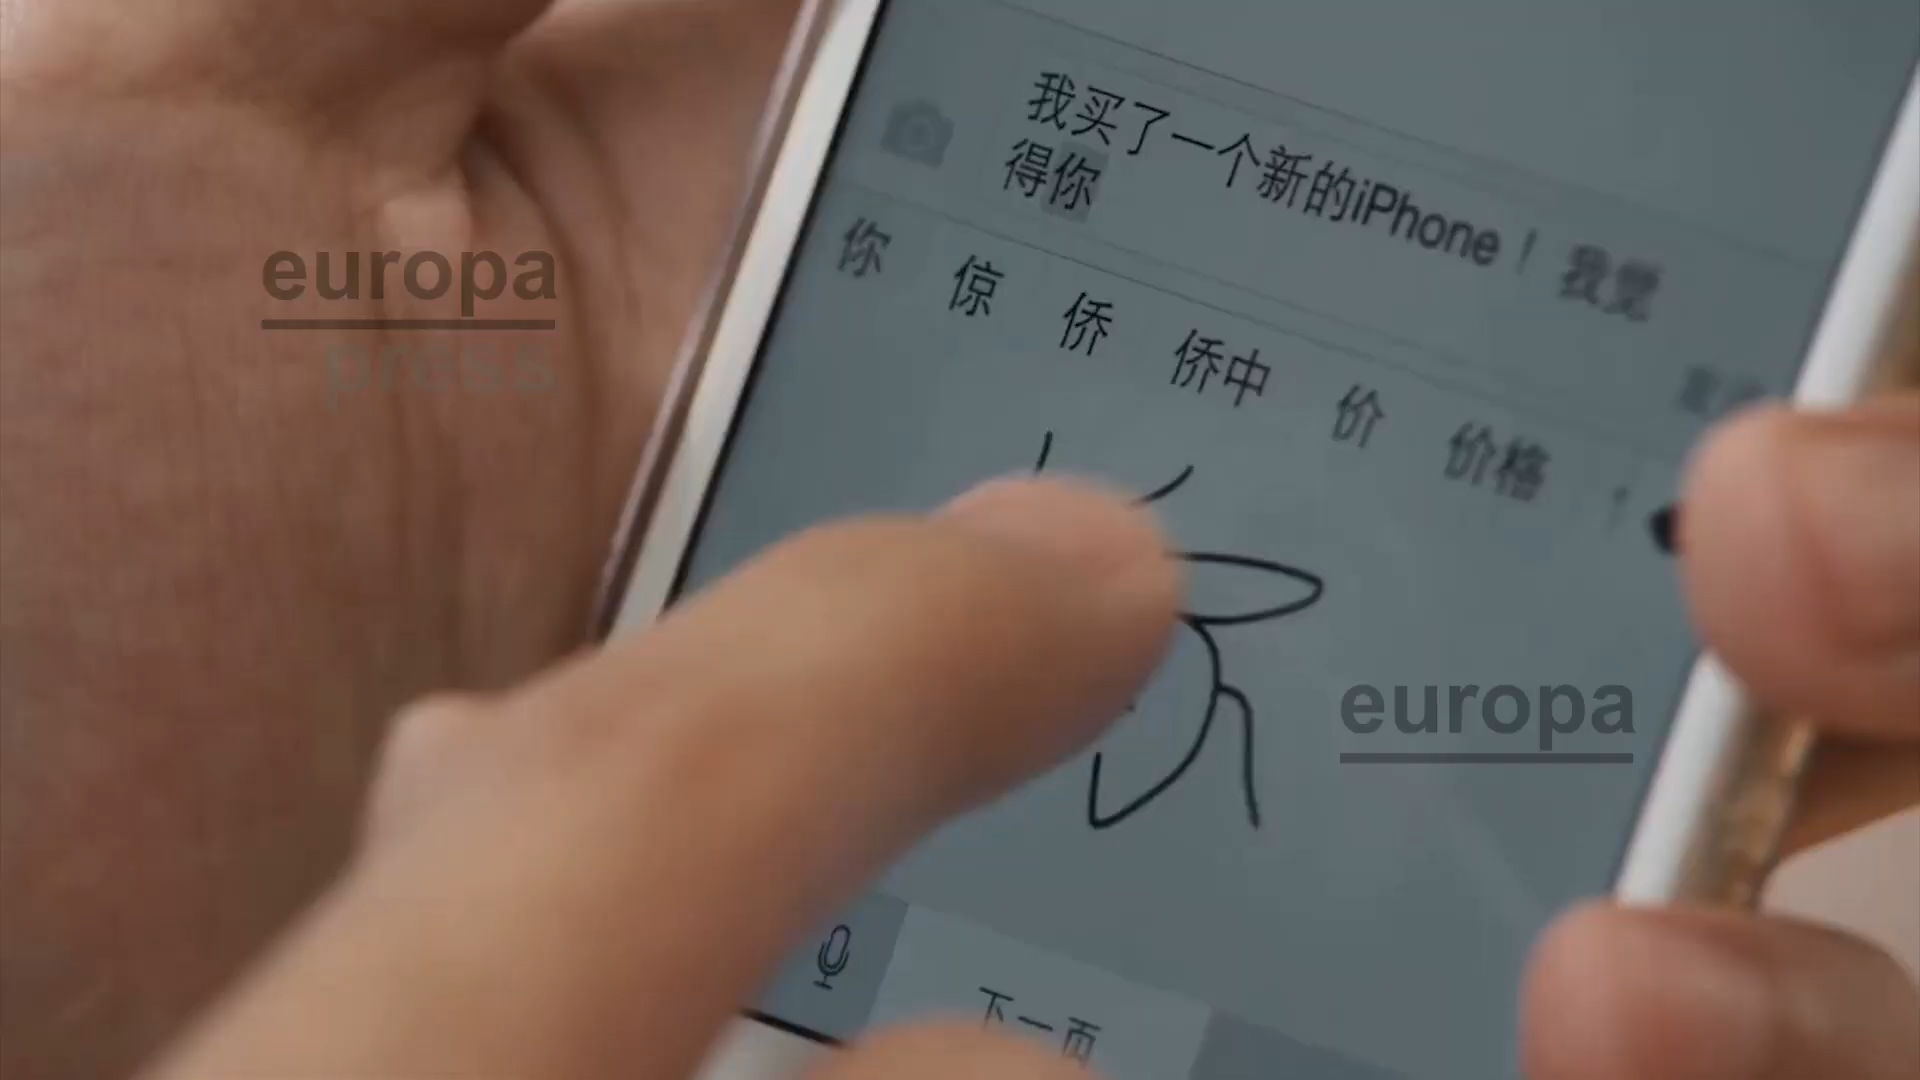 我买了一个新的iPhone！我觉
得你
你 惊 侨 侨中 价 价格
europa
press
europa
下一页